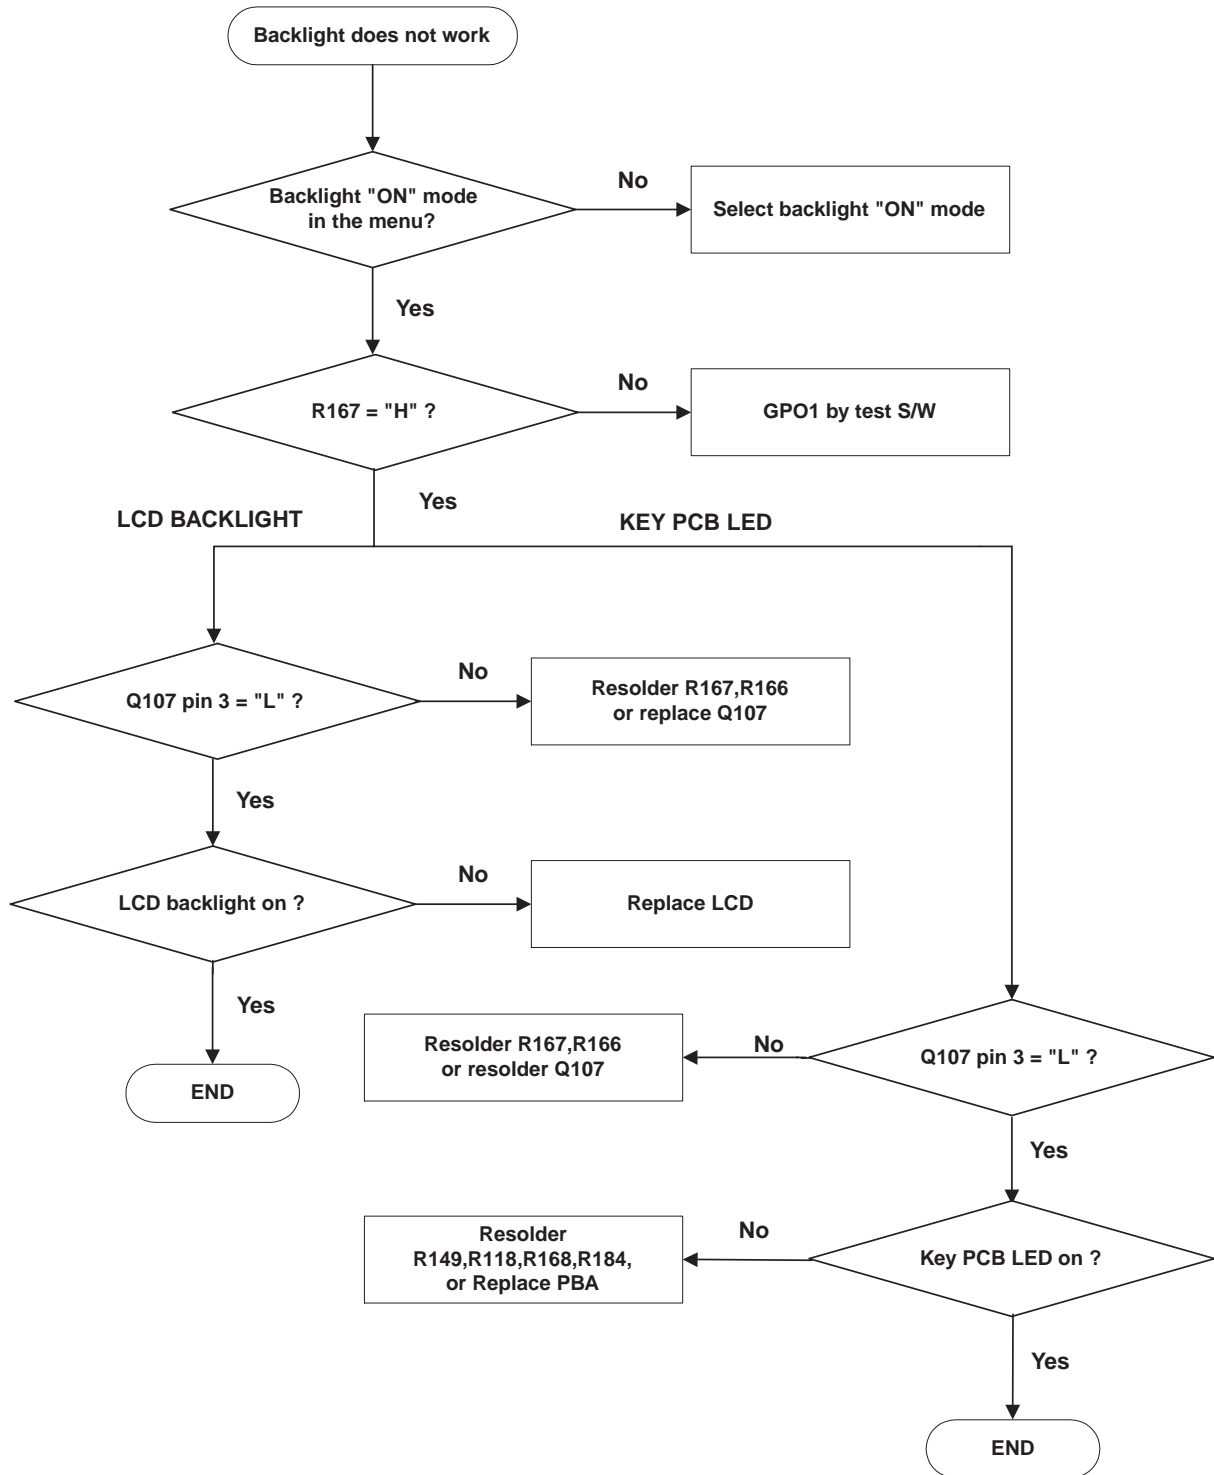 Backlight does not work
Backlight "ON" mode
in the menu?
No
Select backlight "ON" mode
Yes
R167 = "H" ?
No
GPO1 by test S/W
Yes
LCD BACKLIGHT
KEY PCB LED
Q107 pin 3 = "L" ?
No
Resolder R167,R166
or replace Q107
Yes
LCD backlight on ?
No
Replace LCD
Yes
END
Resolder R167,R166
or resolder Q107
No
Q107 pin 3 = "L" ?
Yes
Resolder
R149,R118,R168,R184,
or Replace PBA
No
Key PCB LED on ?
Yes
END